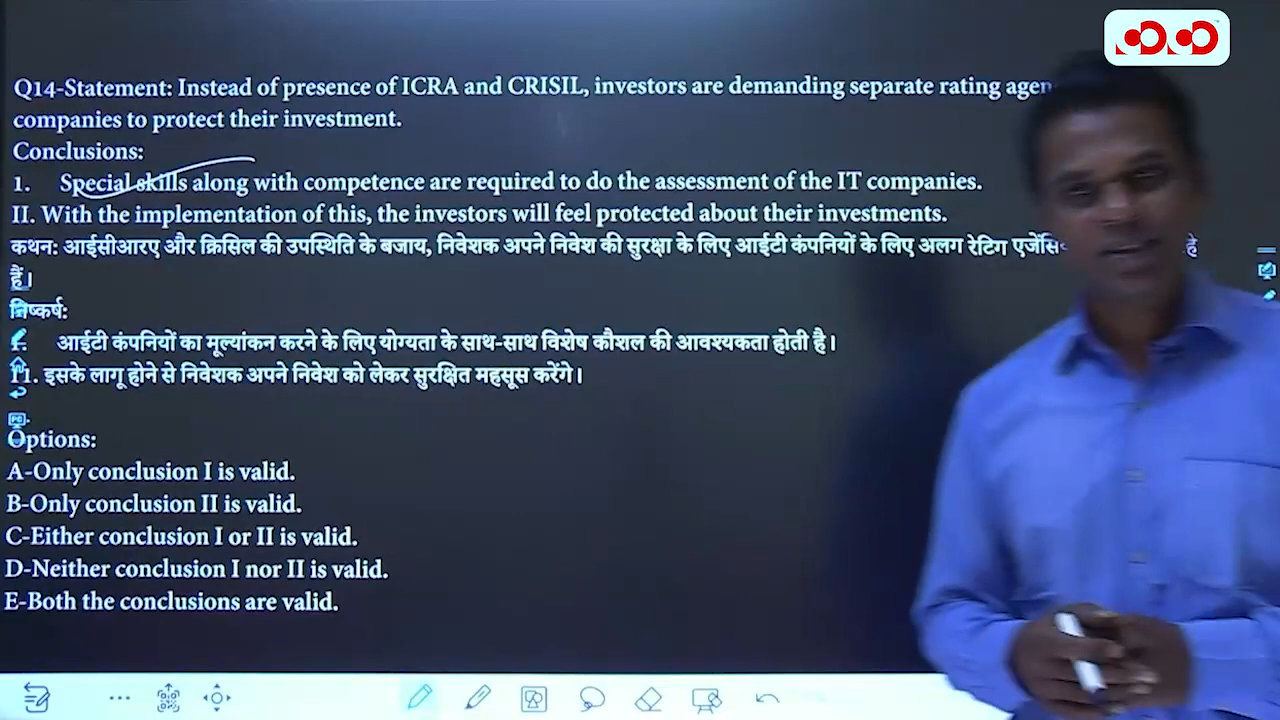 Q14-Statement: Instead of presence of ICRA and CRISIL, investors are demanding separate rating
companies to protect their investment.
Conclusions:
1. Special skills along with competence are required to do the assessment of the IT companies.
II. With the implementation of this, the investors will feel protected about their investments.
कथन: आईसीआरए और क्रिसिल की उपस्थिति के बजाय, निवेशक अपने निवेश की सुरक्षा के लिए आईटी कंपनियों के लिए अलग रेटिंग
हैं।
निष्कर्ष:
आईटी कंपनियों का मूल्यांकन करने के लिए योग्यता के साथ-साथ विशेष कौशल की आवश्यकता होती है।
इसके लागू होने से निवेशक अपने निवेश को लेकर सुरक्षित महसूस करेंगे।
Options:
A-Only conclusion I is valid.
B-Only conclusion II is valid.
C-Either conclusion I or II is valid.
D-Neither conclusion I nor II is valid.
E-Both the conclusions are valid.